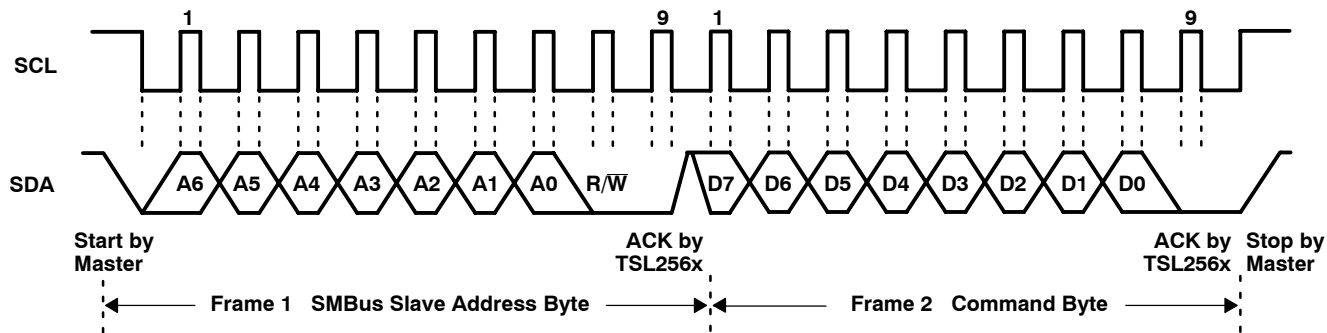 1 9 1 9
SCL
SDA
A6 A5 A4 A3 A2 A1 A0 R/W̅ D7 D6 D5 D4 D3 D2 D1 D0
Start by
Master
ACK by
TSL256x
ACK by
TSL256x
Stop by
Master
Frame 1 SMBus Slave Address Byte
Frame 2 Command Byte